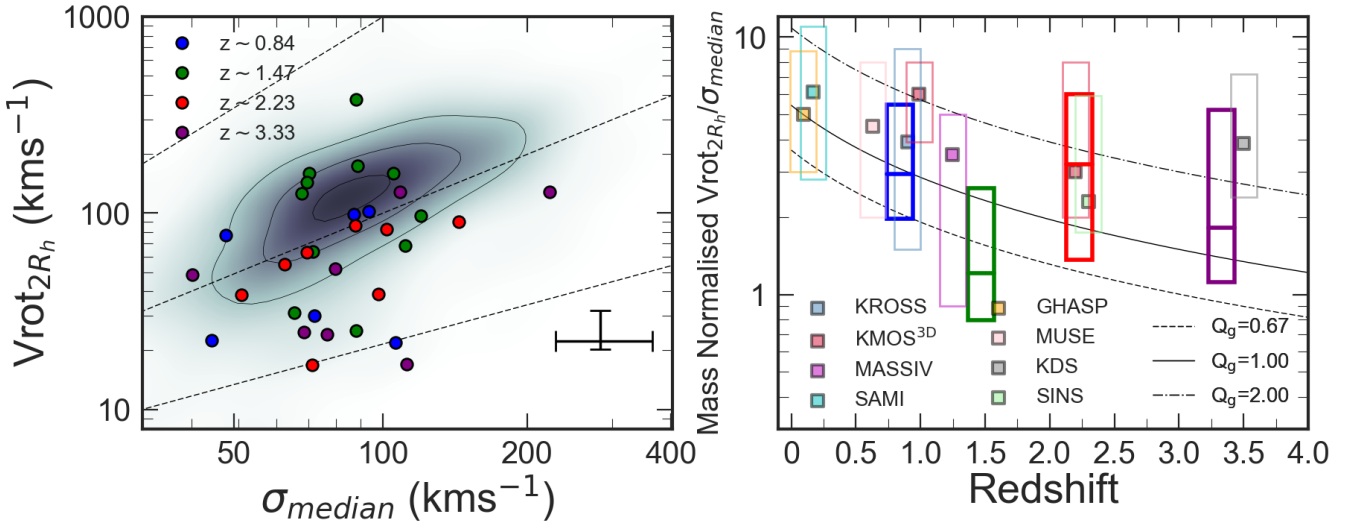 1000
100
10
Vrot2Rh (kms−1)
z ~ 0.84
z ~ 1.47
z ~ 2.23
z ~ 3.33
50
100
200
400
σmedian (kms−1)
Mass Normalised Vrot2Rh/σmedian
10
1
KROSS
KMOS3D
MASSIV
SAMI
GHASP
MUSE
KDS
SINS
Qg=0.67
Qg=1.00
Qg=2.00
0
0.5
1.0
1.5
2.0
2.5
3.0
3.5
4.0
Redshift